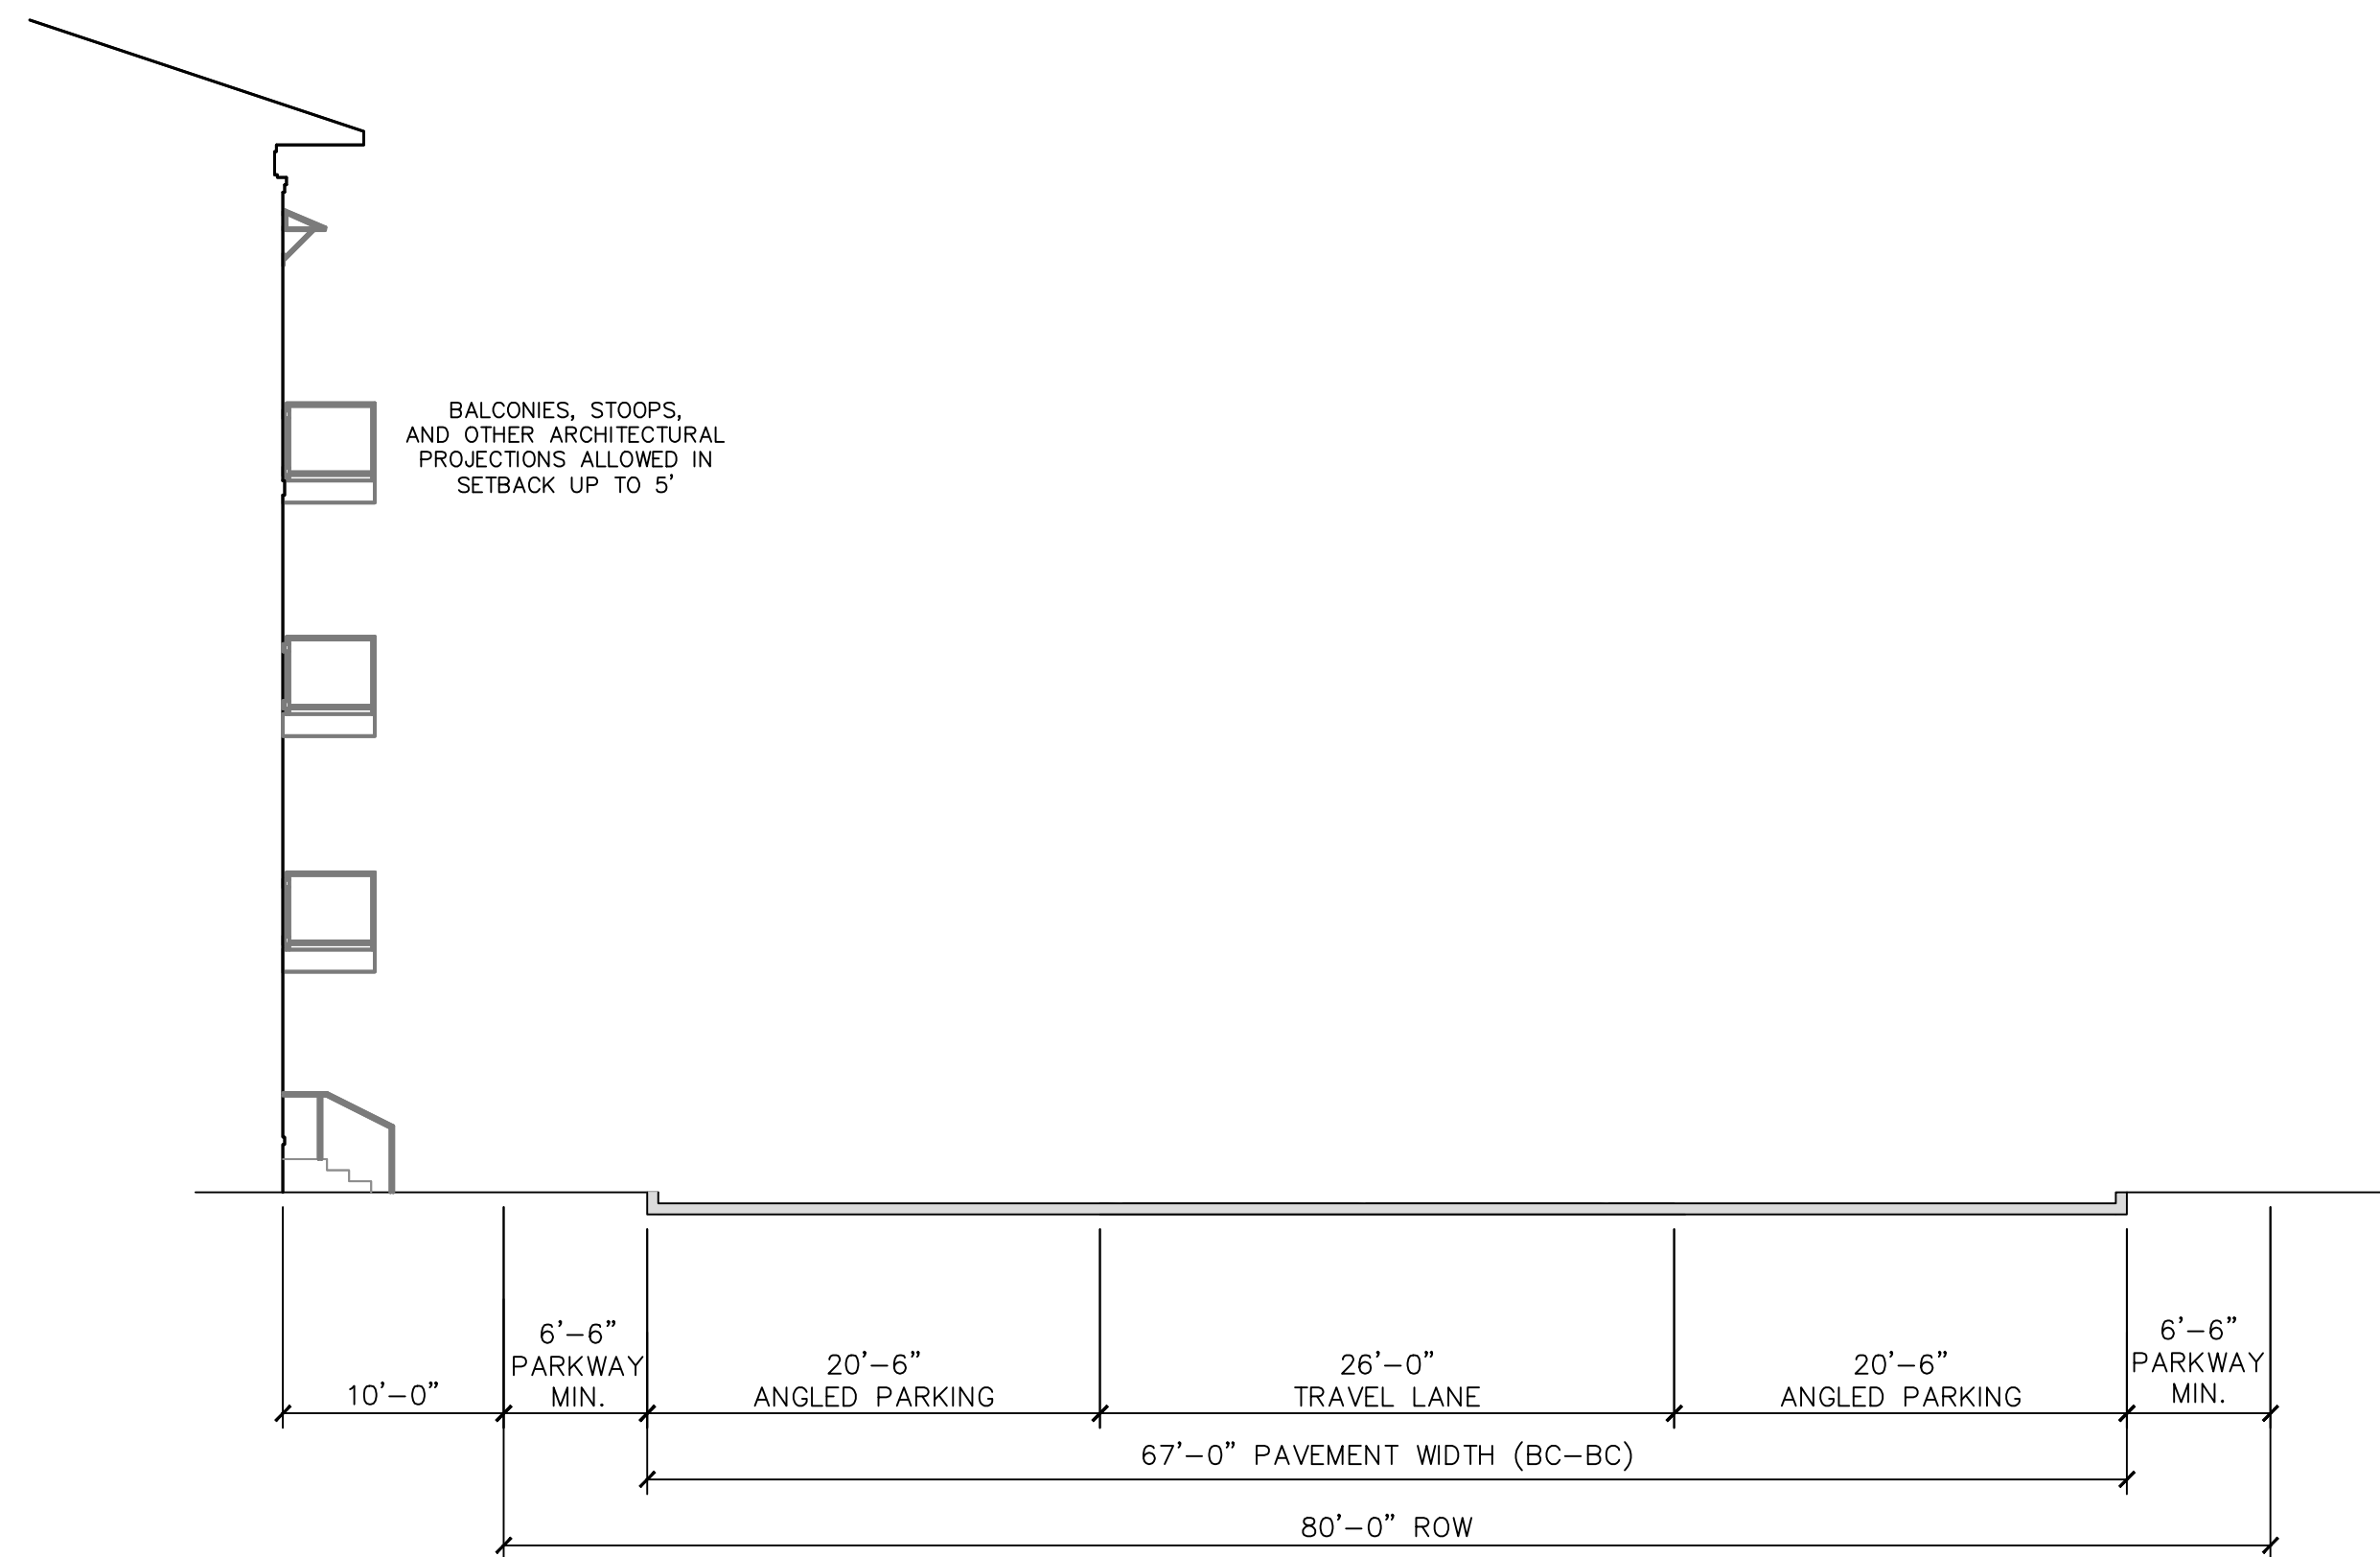 BALCONIES, STOOPS,
AND OTHER ARCHITECTURAL
PROJECTIONS ALLOWED IN
SETBACK UP TO 5'
10'-0"
6'-6"
PARKWAY
MIN.
20'-6"
ANGLED PARKING
26'-0"
TRAVEL LANE
20'-6"
ANGLED PARKING
6'-6"
PARKWAY
MIN.
67'-0" PAVEMENT WIDTH (BC-BC)
80'-0" ROW